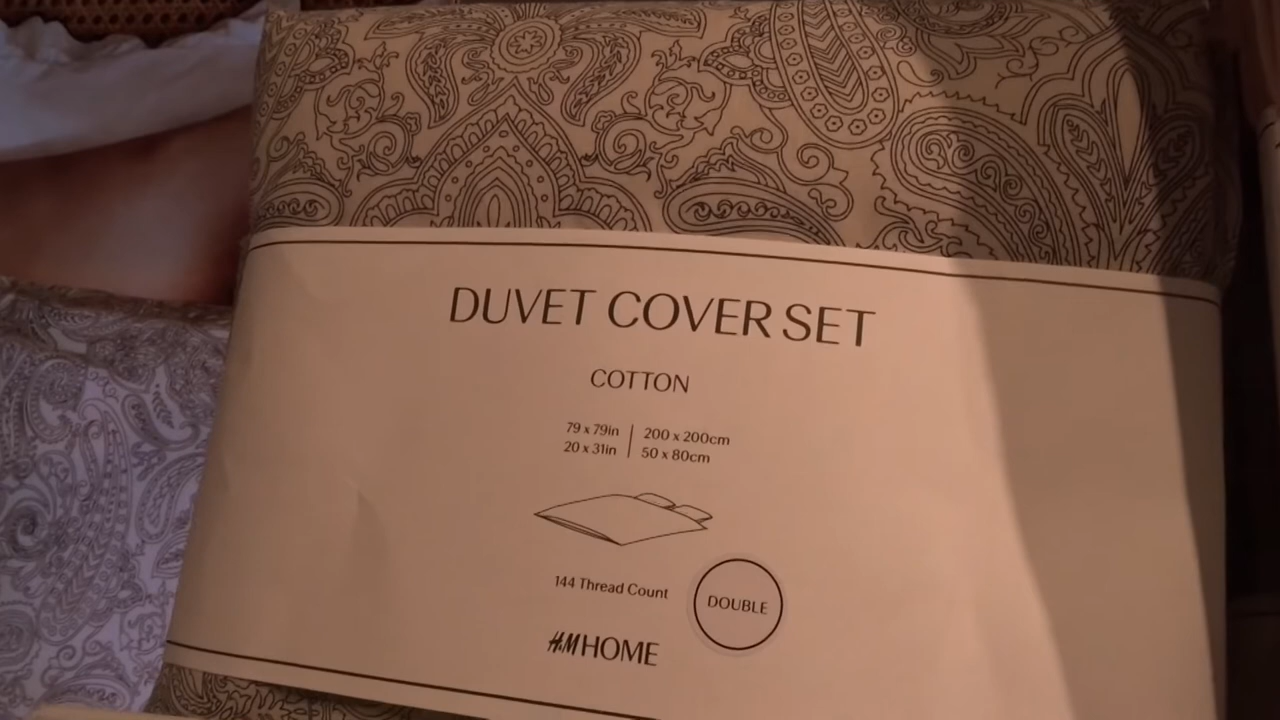 DUVET COVER SET
COTTON
79 x 79in | 200 x 200cm
20 x 31in | 50 x 80cm
144 Thread Count
DOUBLE
H&M HOME